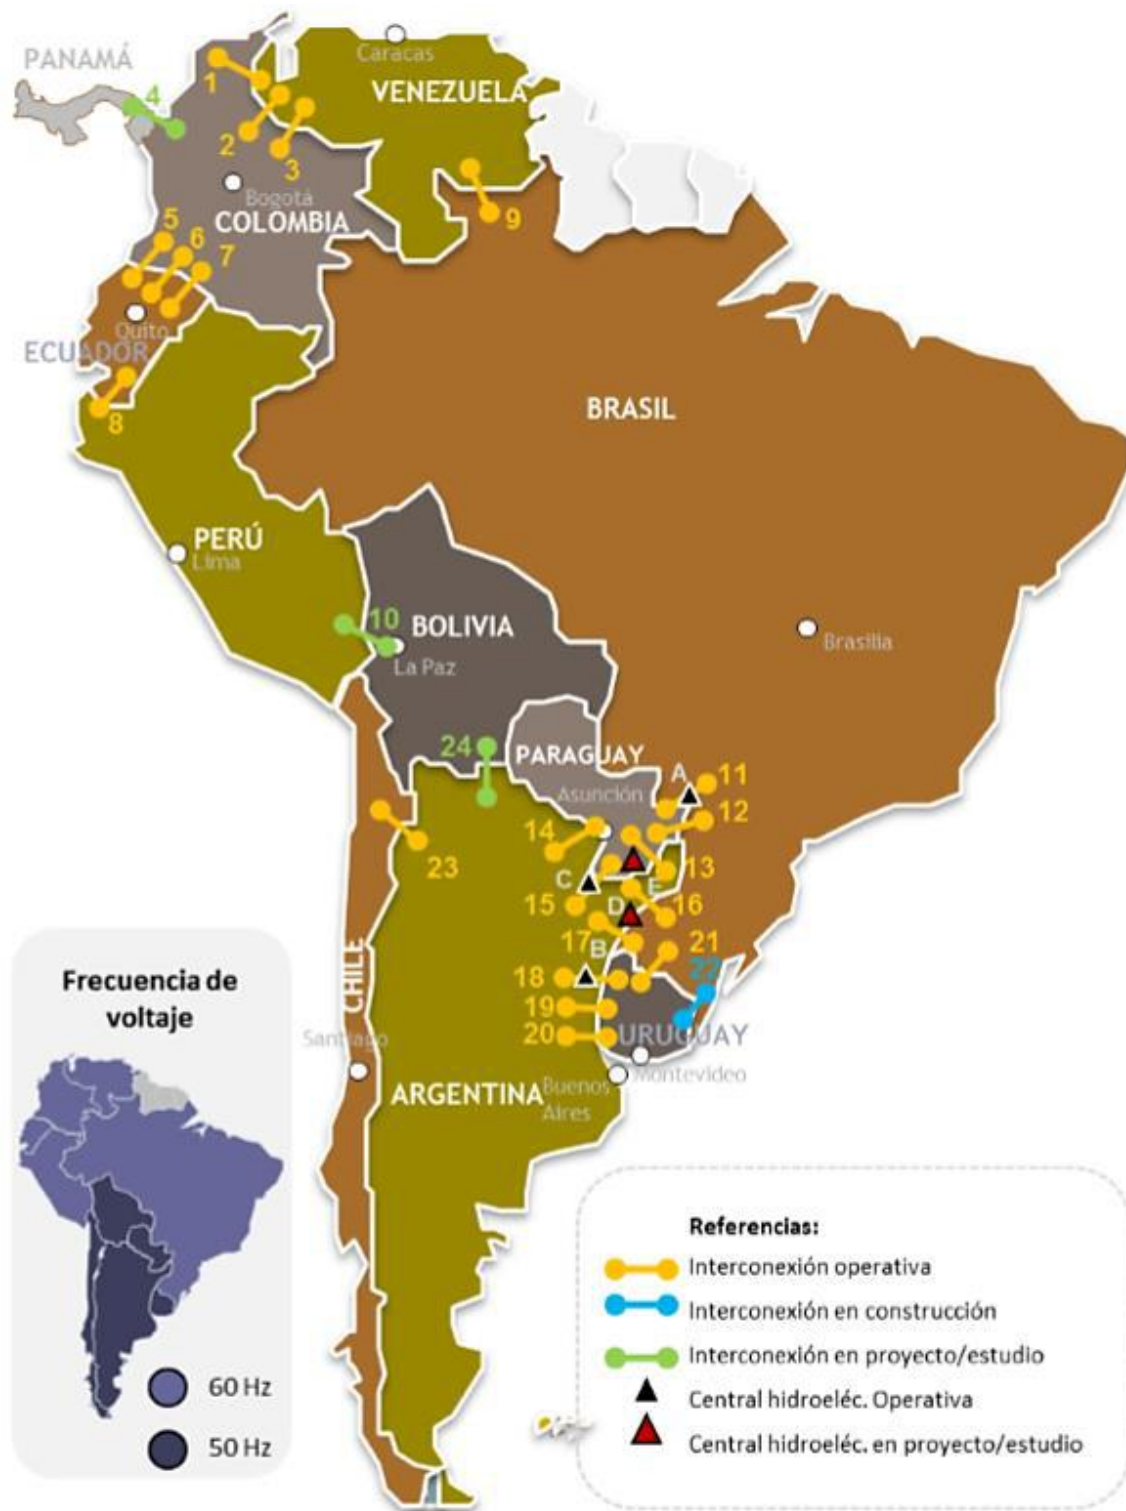 Caracas
PANAMÁ
VENEZUELA
1
4
2
3
Bogotá
COLOMBIA
9
5
6
7
Quito
ECUADOR
8
BRASIL
PERÚ
Lima
10
BOLIVIA
La Paz
Brasilia
24
PARAGUAY
A
11
Asunción
12
14
23
13
C
E
15
D
16
17
B
21
22
18
19
20
URUGUAY
CHILE
Santiago
Montevideo
Buenos
Aires
ARGENTINA
Frecuencia de
voltaje
60 Hz
50 Hz
Referencias:
Interconexión operativa
Interconexión en construcción
Interconexión en proyecto/estudio
Central hidroeléc. Operativa
Central hidroeléc. en proyecto/estudio